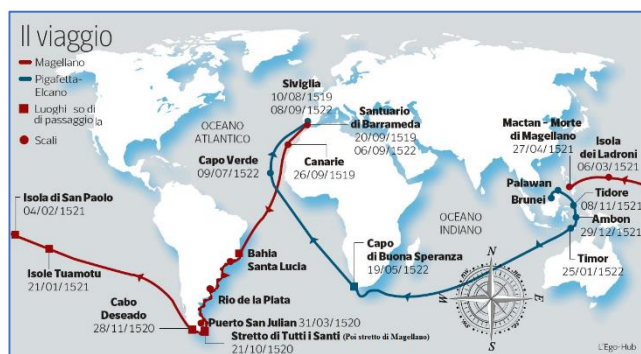 Il viaggio
Magellano
Pigafetta-
Elcano
Luoghi so di
di passaggio la
Scali
OCEANO
ATLANTICO
Siviglia
10/08/1519
08/09/1522
Santuario
di Barrameda
20/09/1519
06/09/1522
Mactan - Morte
di Magellano
27/04/1521
Isola
dei Ladroni
06/03/1521
Capo Verde
09/07/1522
Canarie
26/09/1519
Palawan
Brunei
Tidore
08/11/1521
Ambon
29/12/1521
Isola di San Paolo
04/02/1521
OCEANO
INDIANO
Isole Tuamotu
21/01/1521
Bahia
Santa Lucia
Capo
di Buona Speranza
19/05/1522
Timor
25/01/1522
N
W
E
S
Rio de la Plata
Cabo
Deseado
28/11/1520
Puerto San Julian 31/03/1520
Stretto di Tutti i Santi (Poi stretto di Magellano)
21/10/1520
L'Ego-Hub